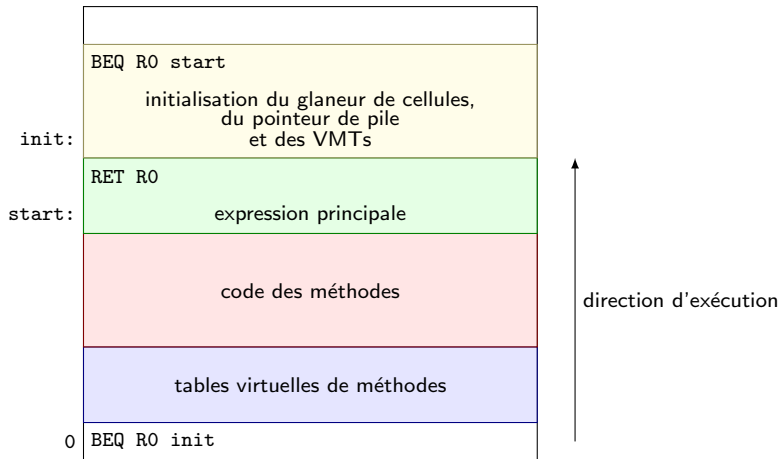 BEQ R0 start
initialisation du glaneur de cellules,
du pointeur de pile
init:
et des VMTs
RET R0
start:
expression principale
code des méthodes
direction d'exécution
tables virtuelles de méthodes
0
BEQ R0 init